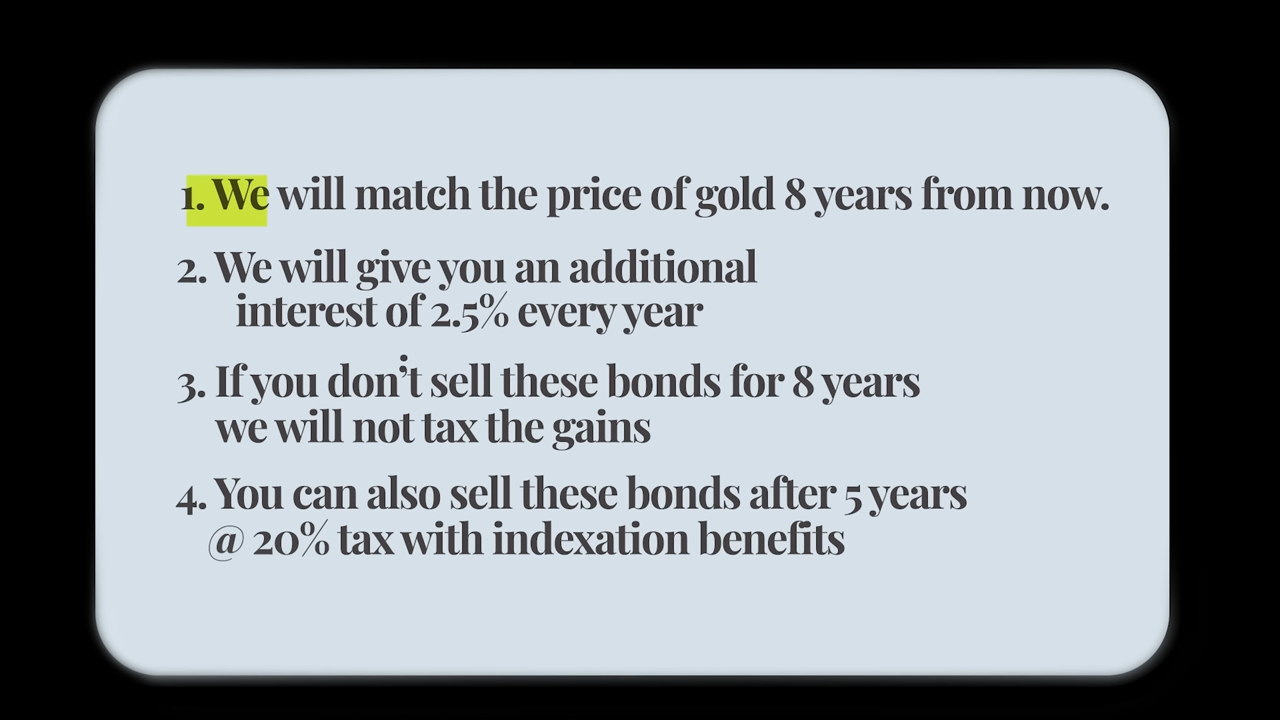 1. We will match the price of gold 8 years from now.
2. We will give you an additional
interest of 2.5% every year
3. If you don't sell these bonds for 8 years
we will not tax the gains
4. You can also sell these bonds after 5 years
@ 20% tax with indexation benefits